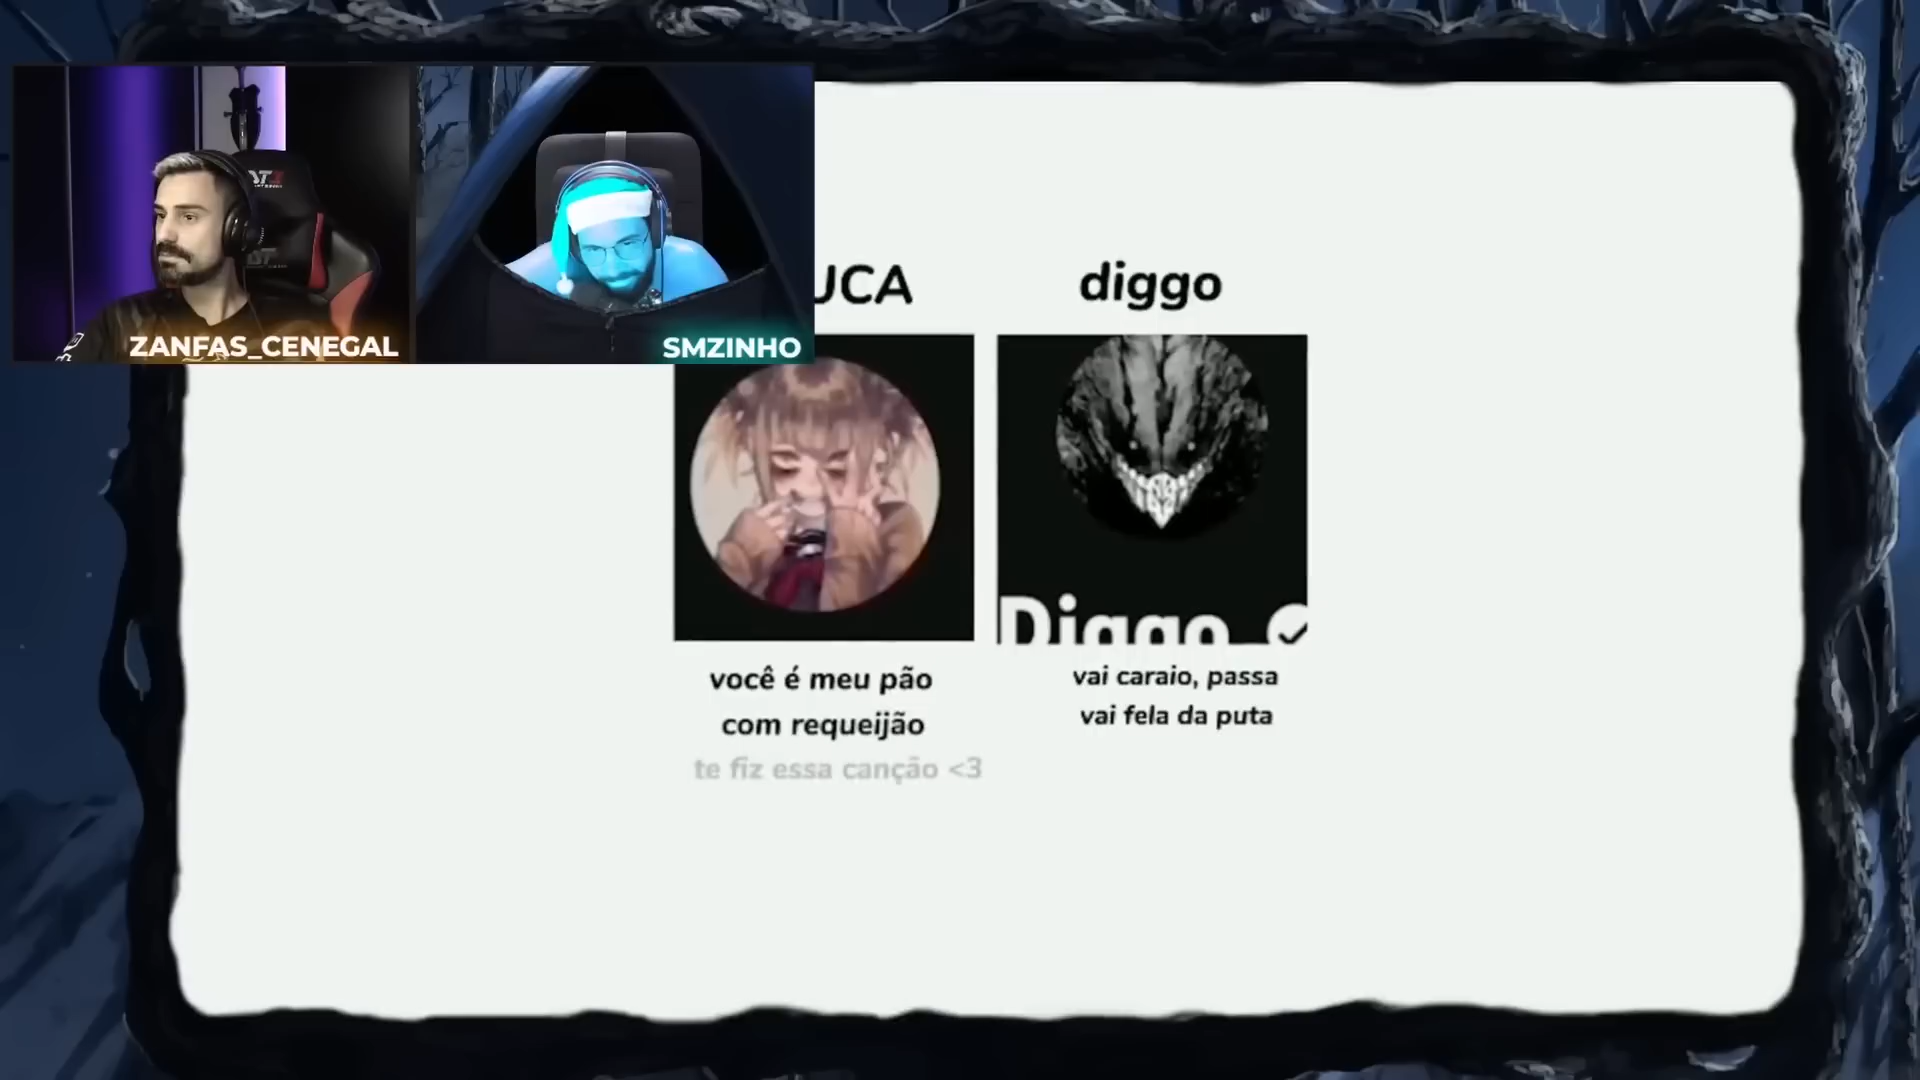 ZANFAS_CENEGAL
SMZINHO
UCA
diggo
Diggo
você é meu pão
com requeijão
te fiz essa canção <3
vai caraio, passa
vai fela da puta